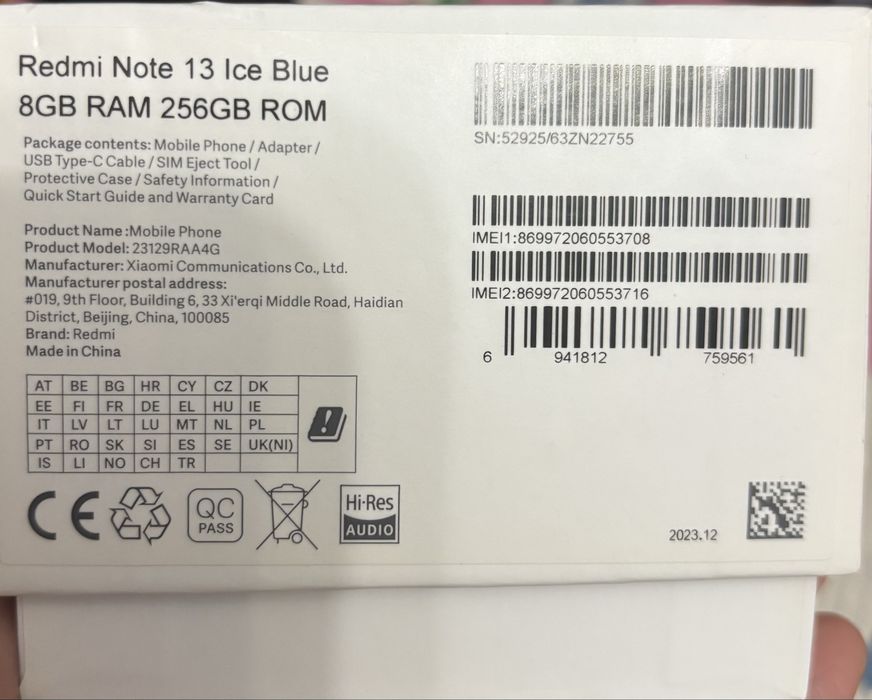 Redmi Note 13 Ice Blue
8GB RAM 256GB ROM
Package contents: Mobile Phone / Adapter /
USB Type-C Cable / SIM Eject Tool /
Protective Case / Safety Information /
Quick Start Guide and Warranty Card
Product Name :Mobile Phone
Product Model: 23129RAA4G
Manufacturer: Xiaomi Communications Co., Ltd.
Manufacturer postal address:
#019, 9th Floor, Building 6, 33 Xi'erqi Middle Road, Haidian
District, Beijing, China, 100085
Brand: Redmi
Made in China
SN:52925/63ZN22755
IMEI1:869972060553708
IMEI2:869972060553716
6 941812 759561
AT BE BG HR CY CZ DK
EE FI FR DE EL HU IE
IT LV LT LU MT NL PL
PT RO SK SI ES SE UK(NI)
IS LI NO CH TR
CE
QC
PASS
Hi-Res
AUDIO
2023.12